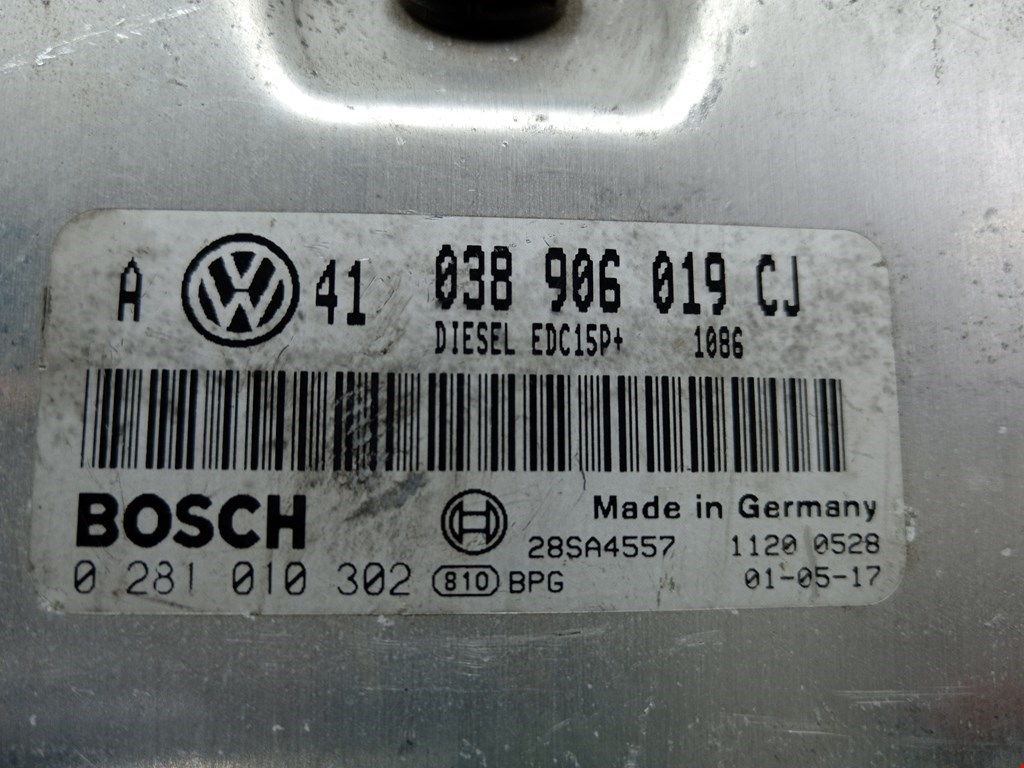 A VW 41 038 906 019 CJ
DIESEL EDC15P+ 1086
BOSCH
Made in Germany
28SA4557 1120 0528
0 281 010 302 810 BPG 01-05-17